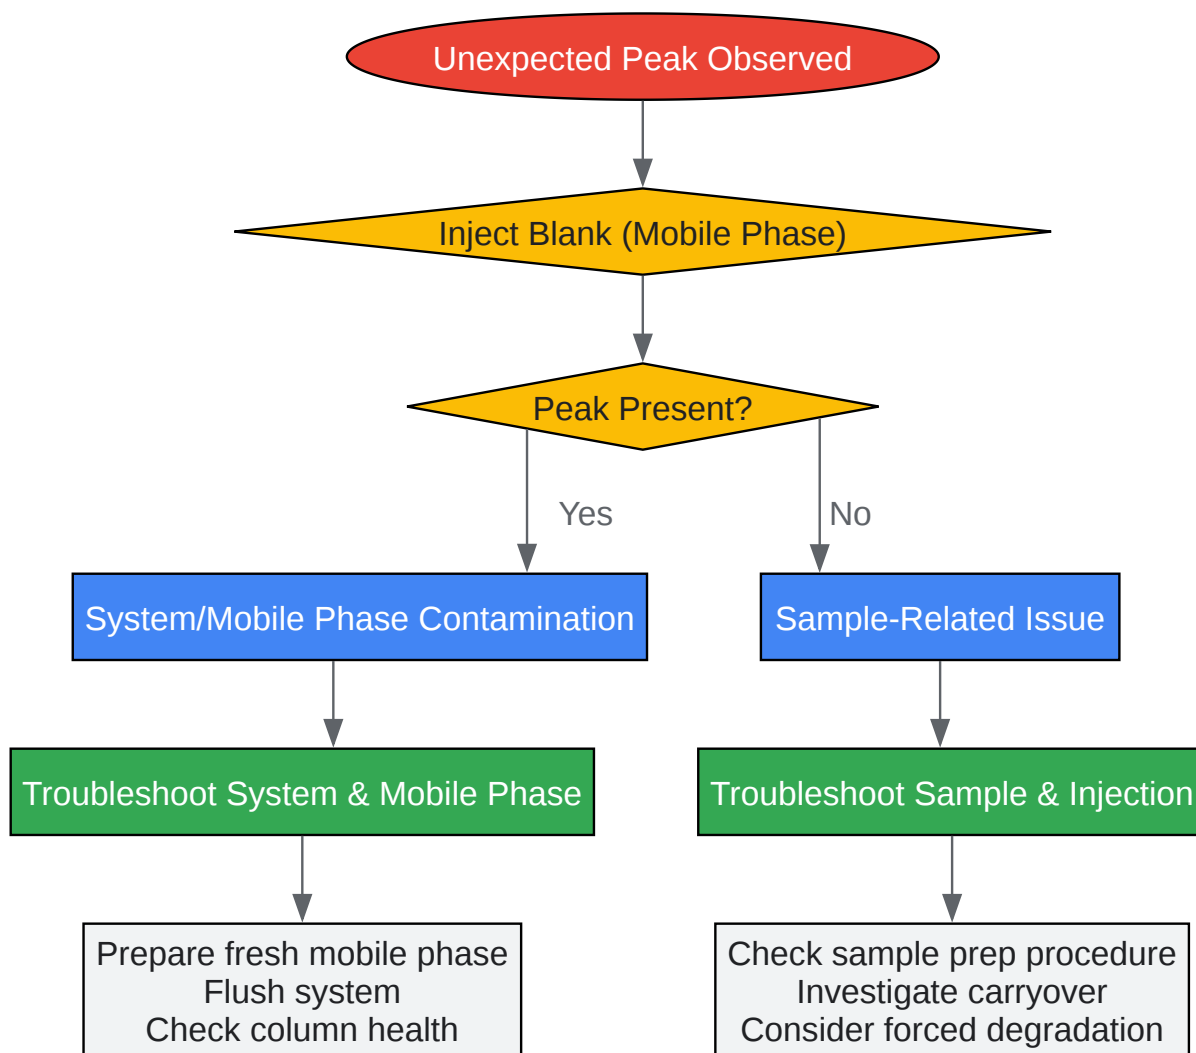 Unexpected Peak Observed
Inject Blank (Mobile Phase)
Peak Present?
Yes
No
System/Mobile Phase Contamination
Sample-Related Issue
Troubleshoot System & Mobile Phase
Troubleshoot Sample & Injection
Prepare fresh mobile phase
Flush system
Check column health
Check sample prep procedure
Investigate carryover
Consider forced degradation